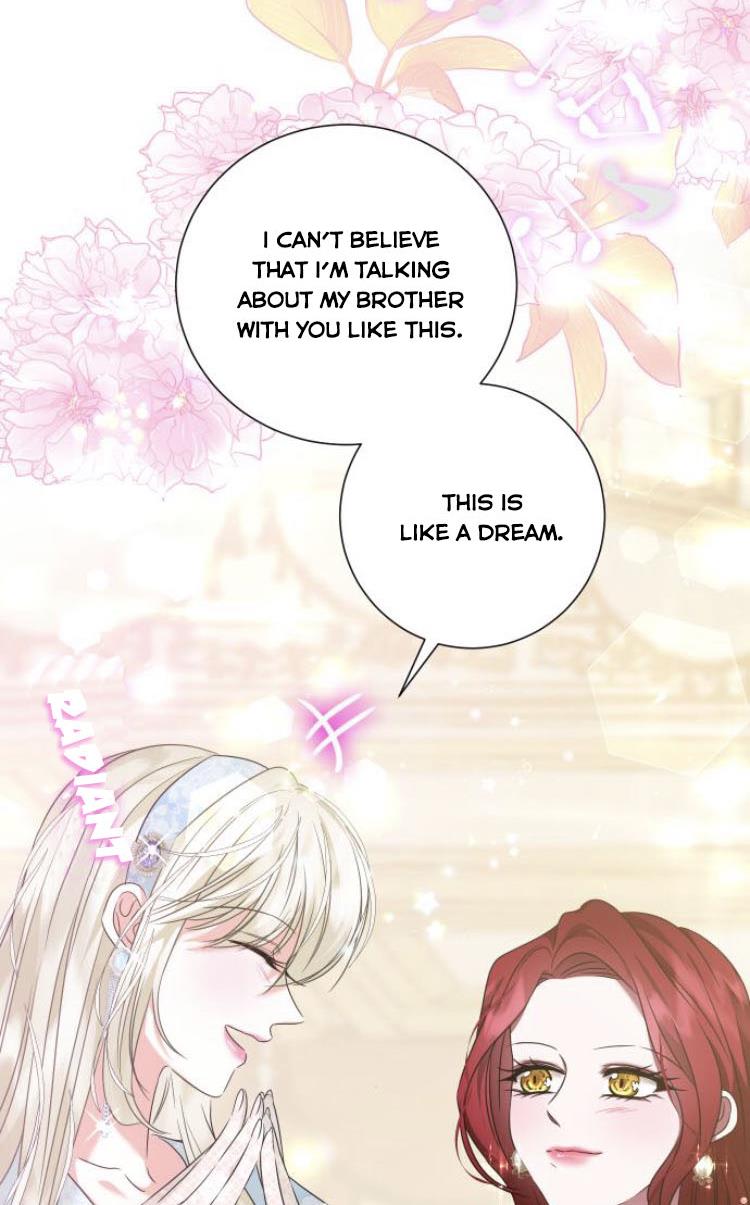 I CAN'T BELIEVE
THAT I'M TALKING
ABOUT MY BROTHER
WITH YOU LIKE THIS.
THIS IS
LIKE A DREAM.
RADIANT